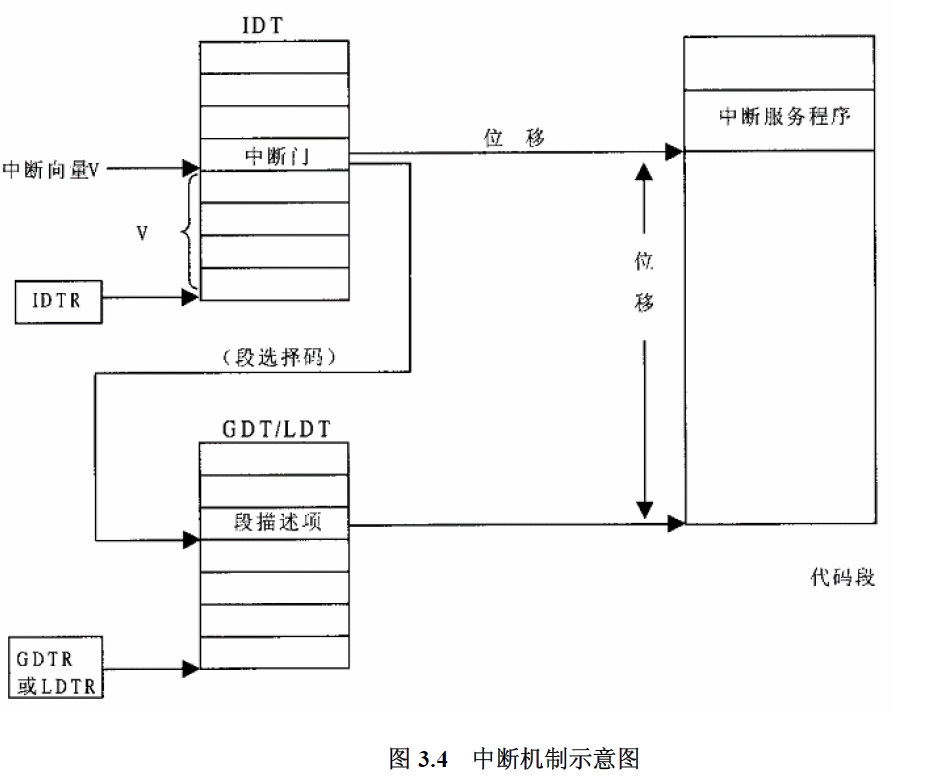 IDT
中断服务程序
中断门
位 移
中断向量V
V
位
移
IDTR
（段选择码）
GDT/LDT
段描述项
代码段
GDTR
或LDTR
图 3.4 中断机制示意图